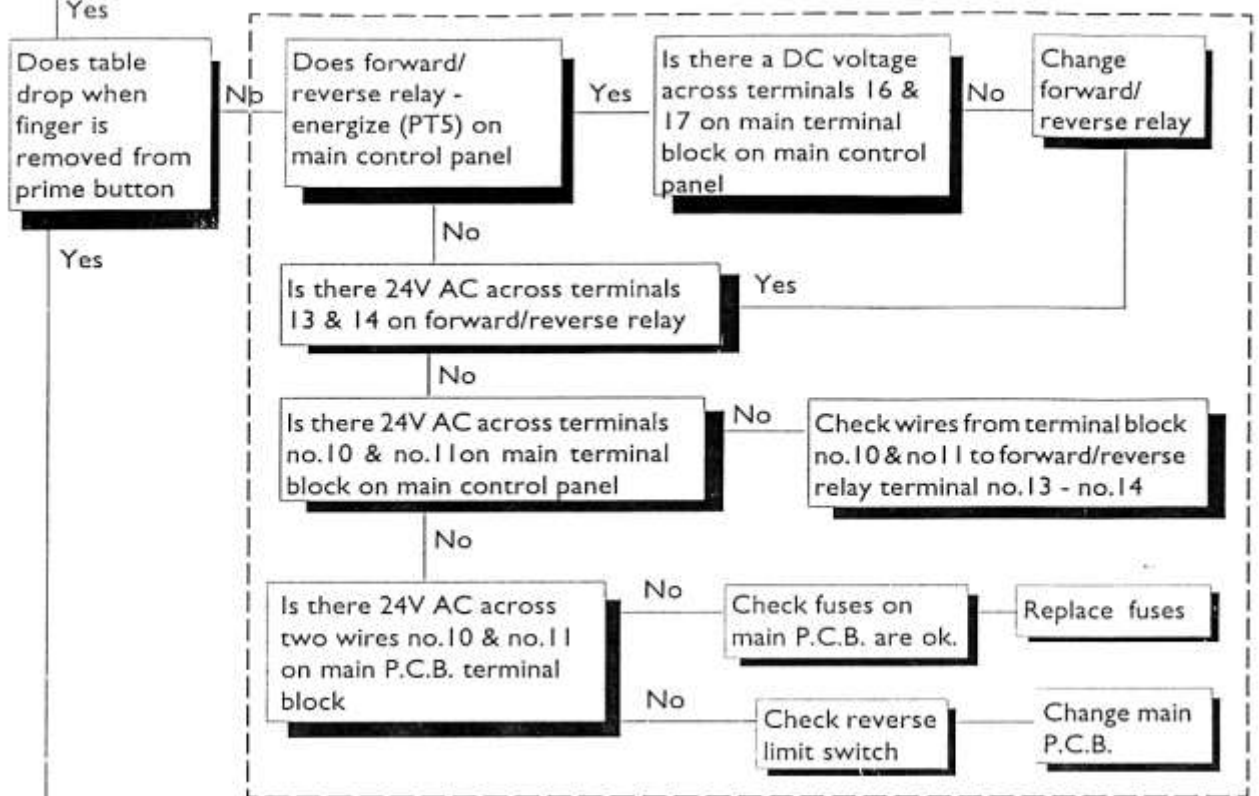 Yes
Does table
drop when
finger is
removed from
prime button
No
Does forward/
reverse relay -
energize (PT5) on
main control panel
Yes
Is there a DC voltage
across terminals 16 &
17 on main terminal
block on main control
panel
No
Change
forward/
reverse relay
Yes
No
Is there 24V AC across terminals
13 & 14 on forward/reverse relay
Yes
No
Is there 24V AC across terminals
no.10 & no.11on main terminal
block on main control panel
No
Check wires from terminal block
no.10 & no11 to forward/reverse
relay terminal no.13 - no.14
No
Is there 24V AC across
two wires no.10 & no.11
on main P.C.B. terminal
block
No
Check fuses on
main P.C.B. are ok.
Replace fuses
No
Check reverse
limit switch
Change main
P.C.B.